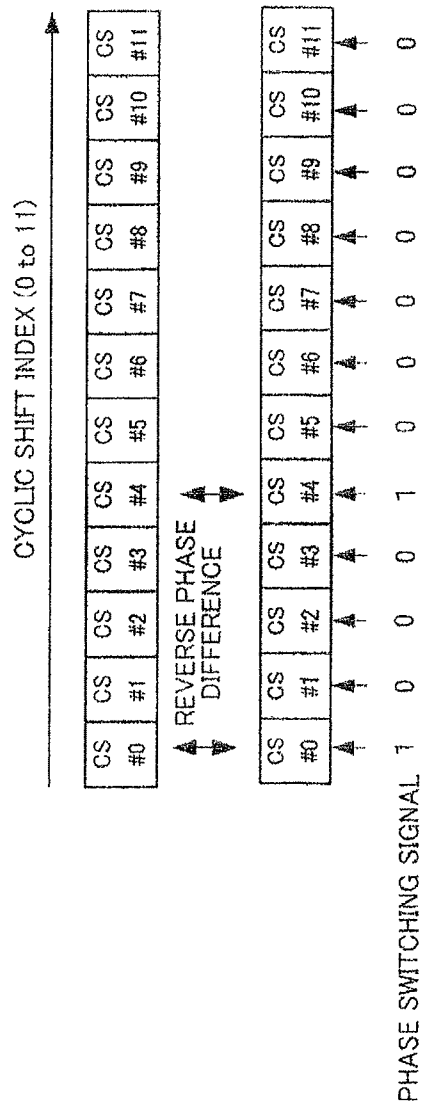 CYCLIC SHIFT INDEX (0 to 11)
CS #0 CS #1 CS #2 CS #3 CS #4 CS #5 CS #6 CS #7 CS #8 CS #9 CS #10 CS #11
REVERSE PHASE
DIFFERENCE
CS #0 CS #1 CS #2 CS #3 CS #4 CS #5 CS #6 CS #7 CS #8 CS #9 CS #10 CS #11
PHASE SWITCHING SIGNAL 1 0 0 0 1 0 0 0 0 0 0 0